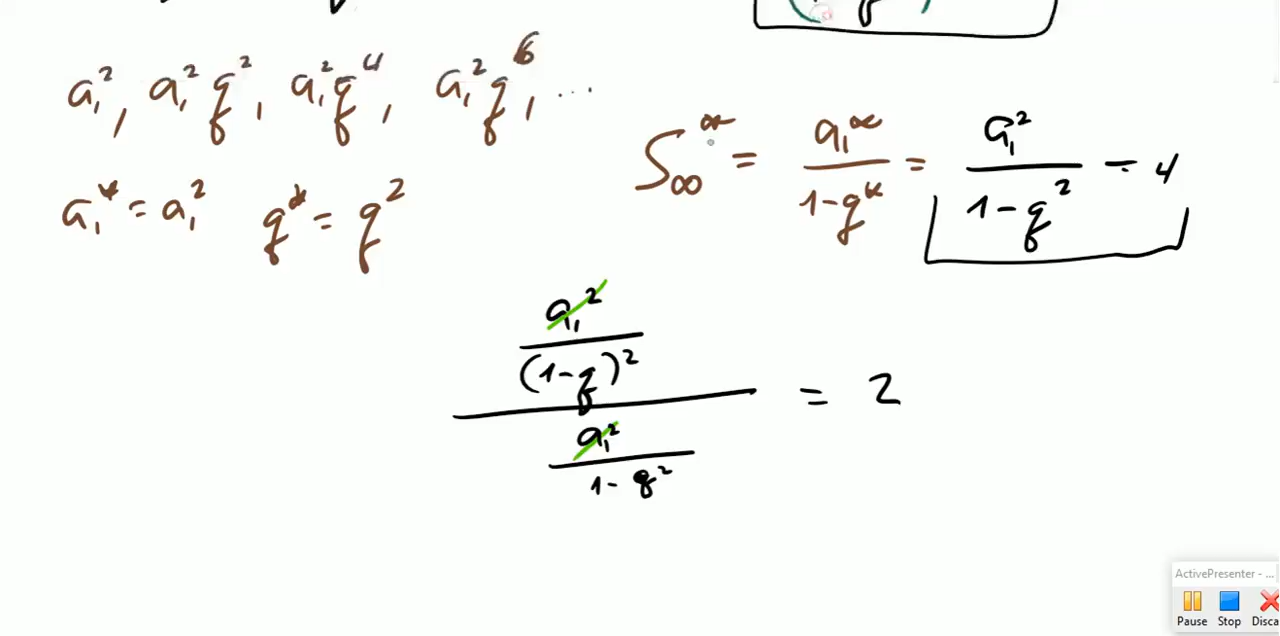 a₁², a₁²q², a₁²q⁴, a₁²q⁶, ...
a₁* = a₁² q* = q²
S∞* = a₁* / (1-q*) = a₁² / (1-q²) = 4
(a₁² / (1-q)²) / (a₁² / (1-q²)) = 2
ActivePresenter - ...
Pause Stop Disca